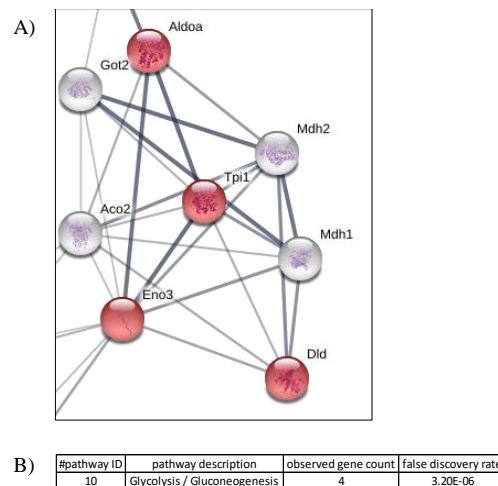 A)
Aldoa
Got2
Mdh2
Tpi1
Aco2
Mdh1
Eno3
Dld
B)
#pathway ID pathway description observed gene count false discovery rate
10 Glycolysis / Gluconeogenesis 4 3.20E-06